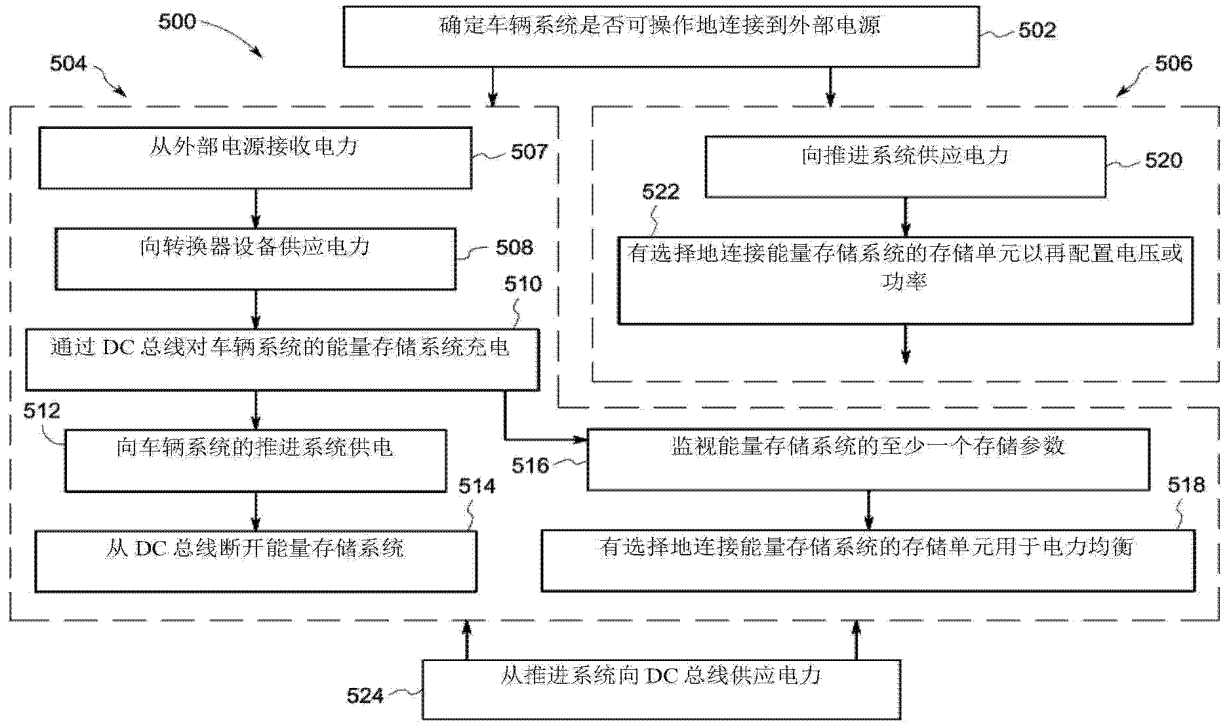 500
确定车辆系统是否可操作地连接到外部电源
502
504
506
从外部电源接收电力
507
向转换器设备供应电力
508
510
通过 DC 总线对车辆系统的能量存储系统充电
512
向车辆系统的推进系统供电
514
从 DC 总线断开能量存储系统
向推进系统供应电力
520
522
有选择地连接能量存储系统的存储单元以再配置电压或
功率
监视能量存储系统的至少一个存储参数
516
518
有选择地连接能量存储系统的存储单元用于电力均衡
从推进系统向 DC 总线供应电力
524